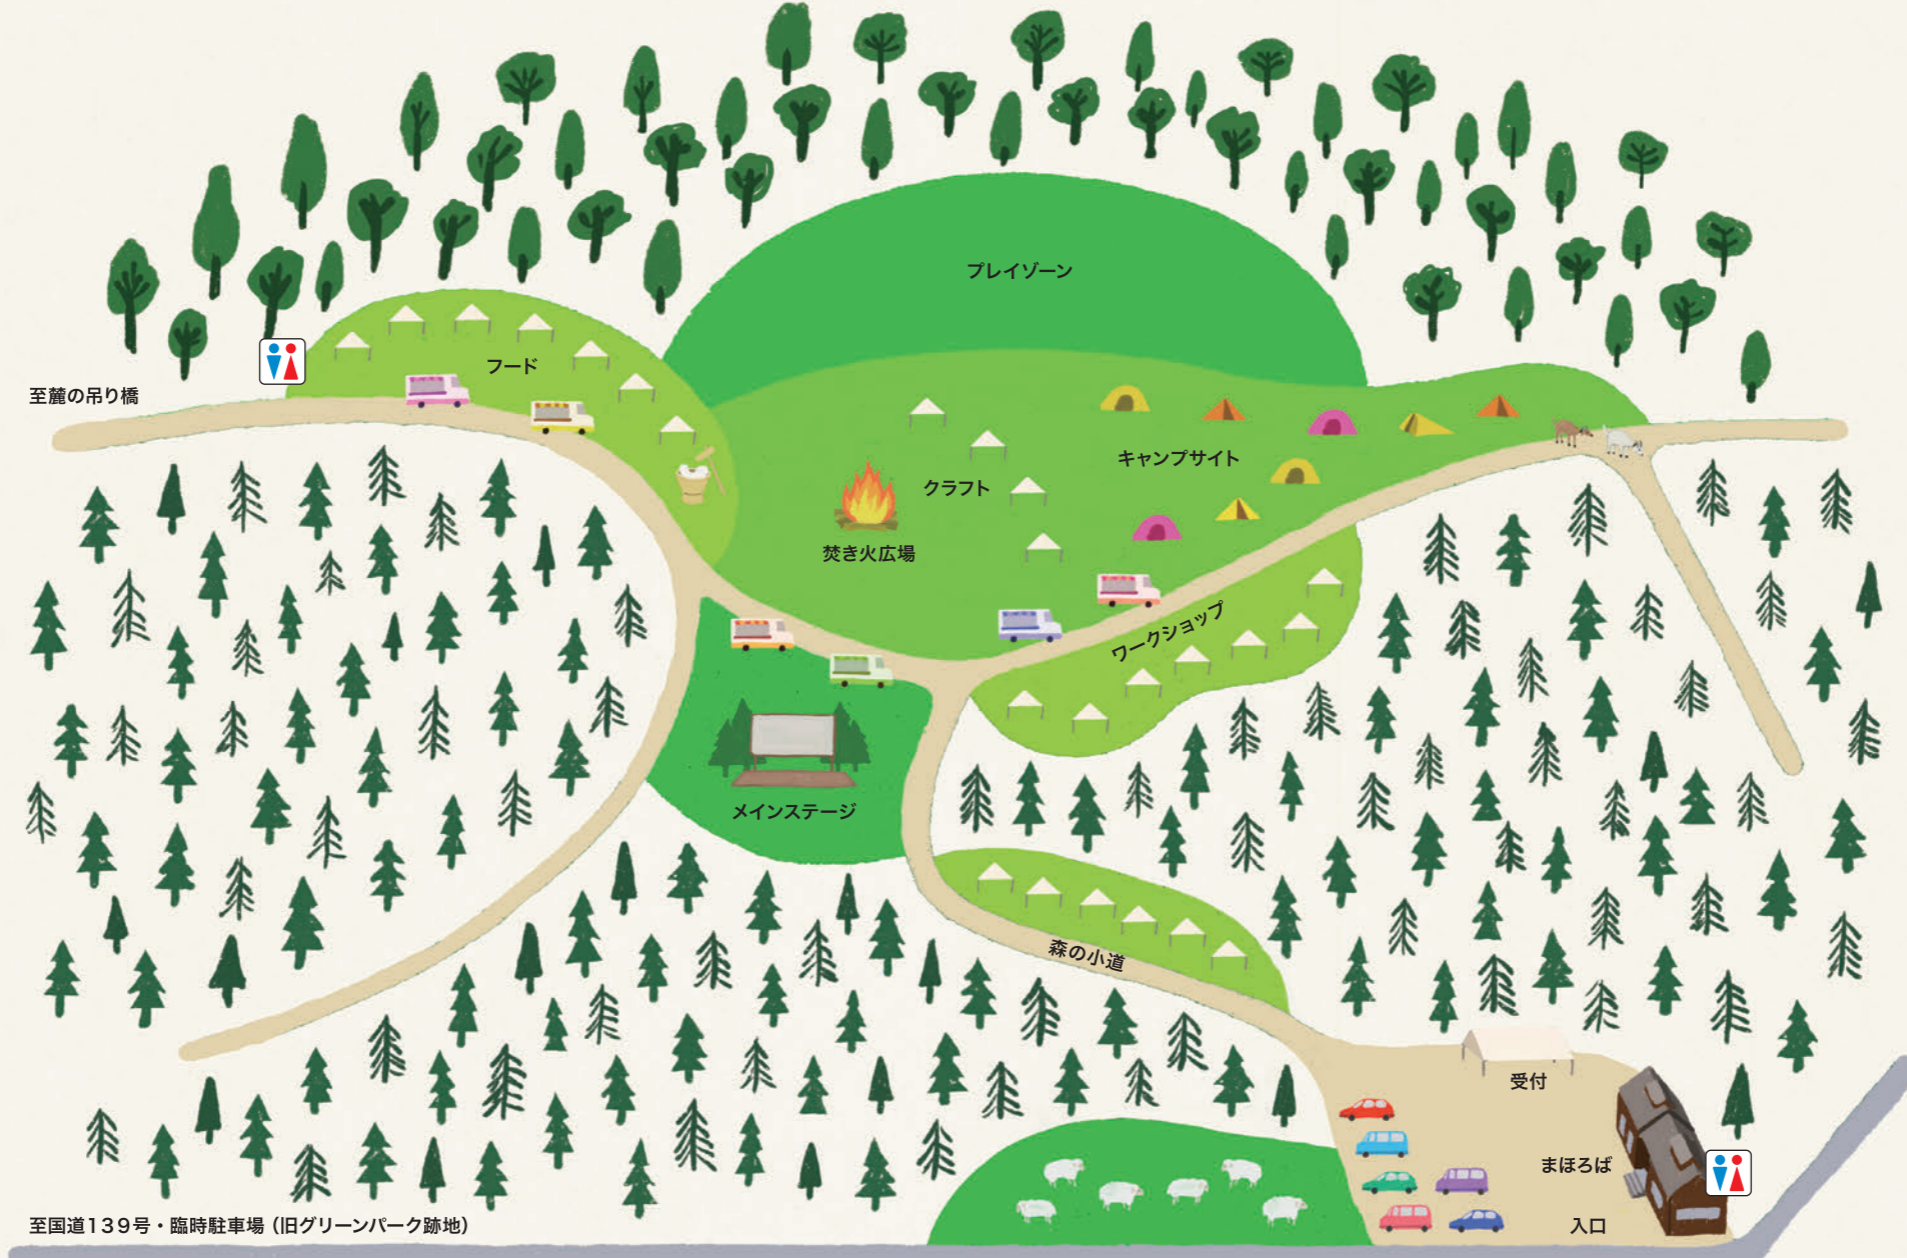 プレイゾーン
フード
至麓の吊り橋
キャンプサイト
クラフト
焚き火広場
ワークショップ
メインステージ
森の小道
受付
まほろば
入口
至国道139号・臨時駐車場（旧グリーンパーク跡地）